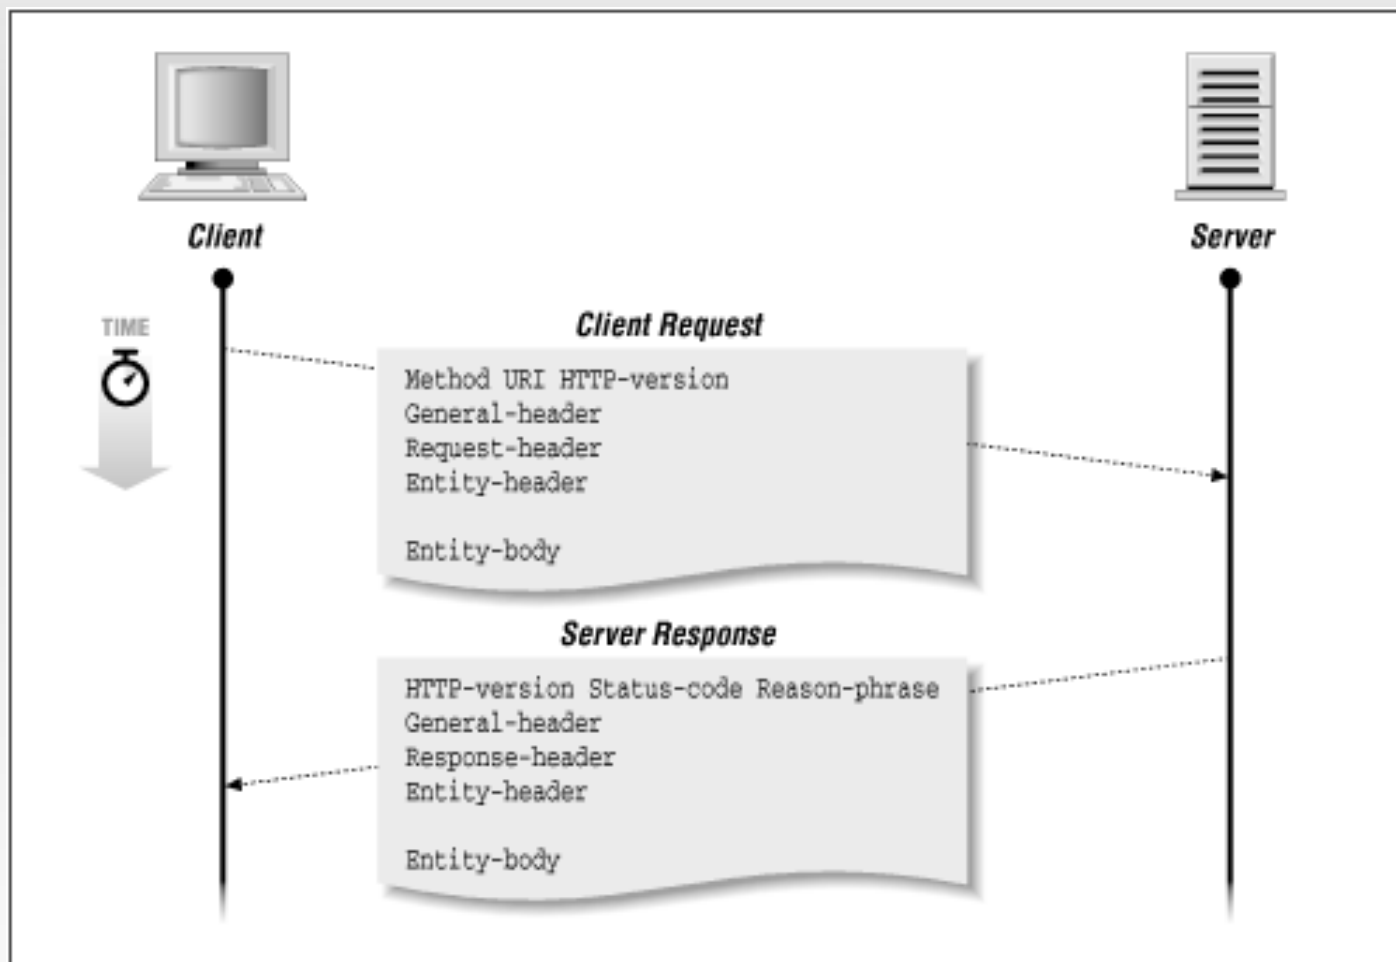 Client
Server
TIME
Client Request
Method URI HTTP-version
General-header
Request-header
Entity-header
Entity-body
Server Response
HTTP-version Status-code Reason-phrase
General-header
Response-header
Entity-header
Entity-body